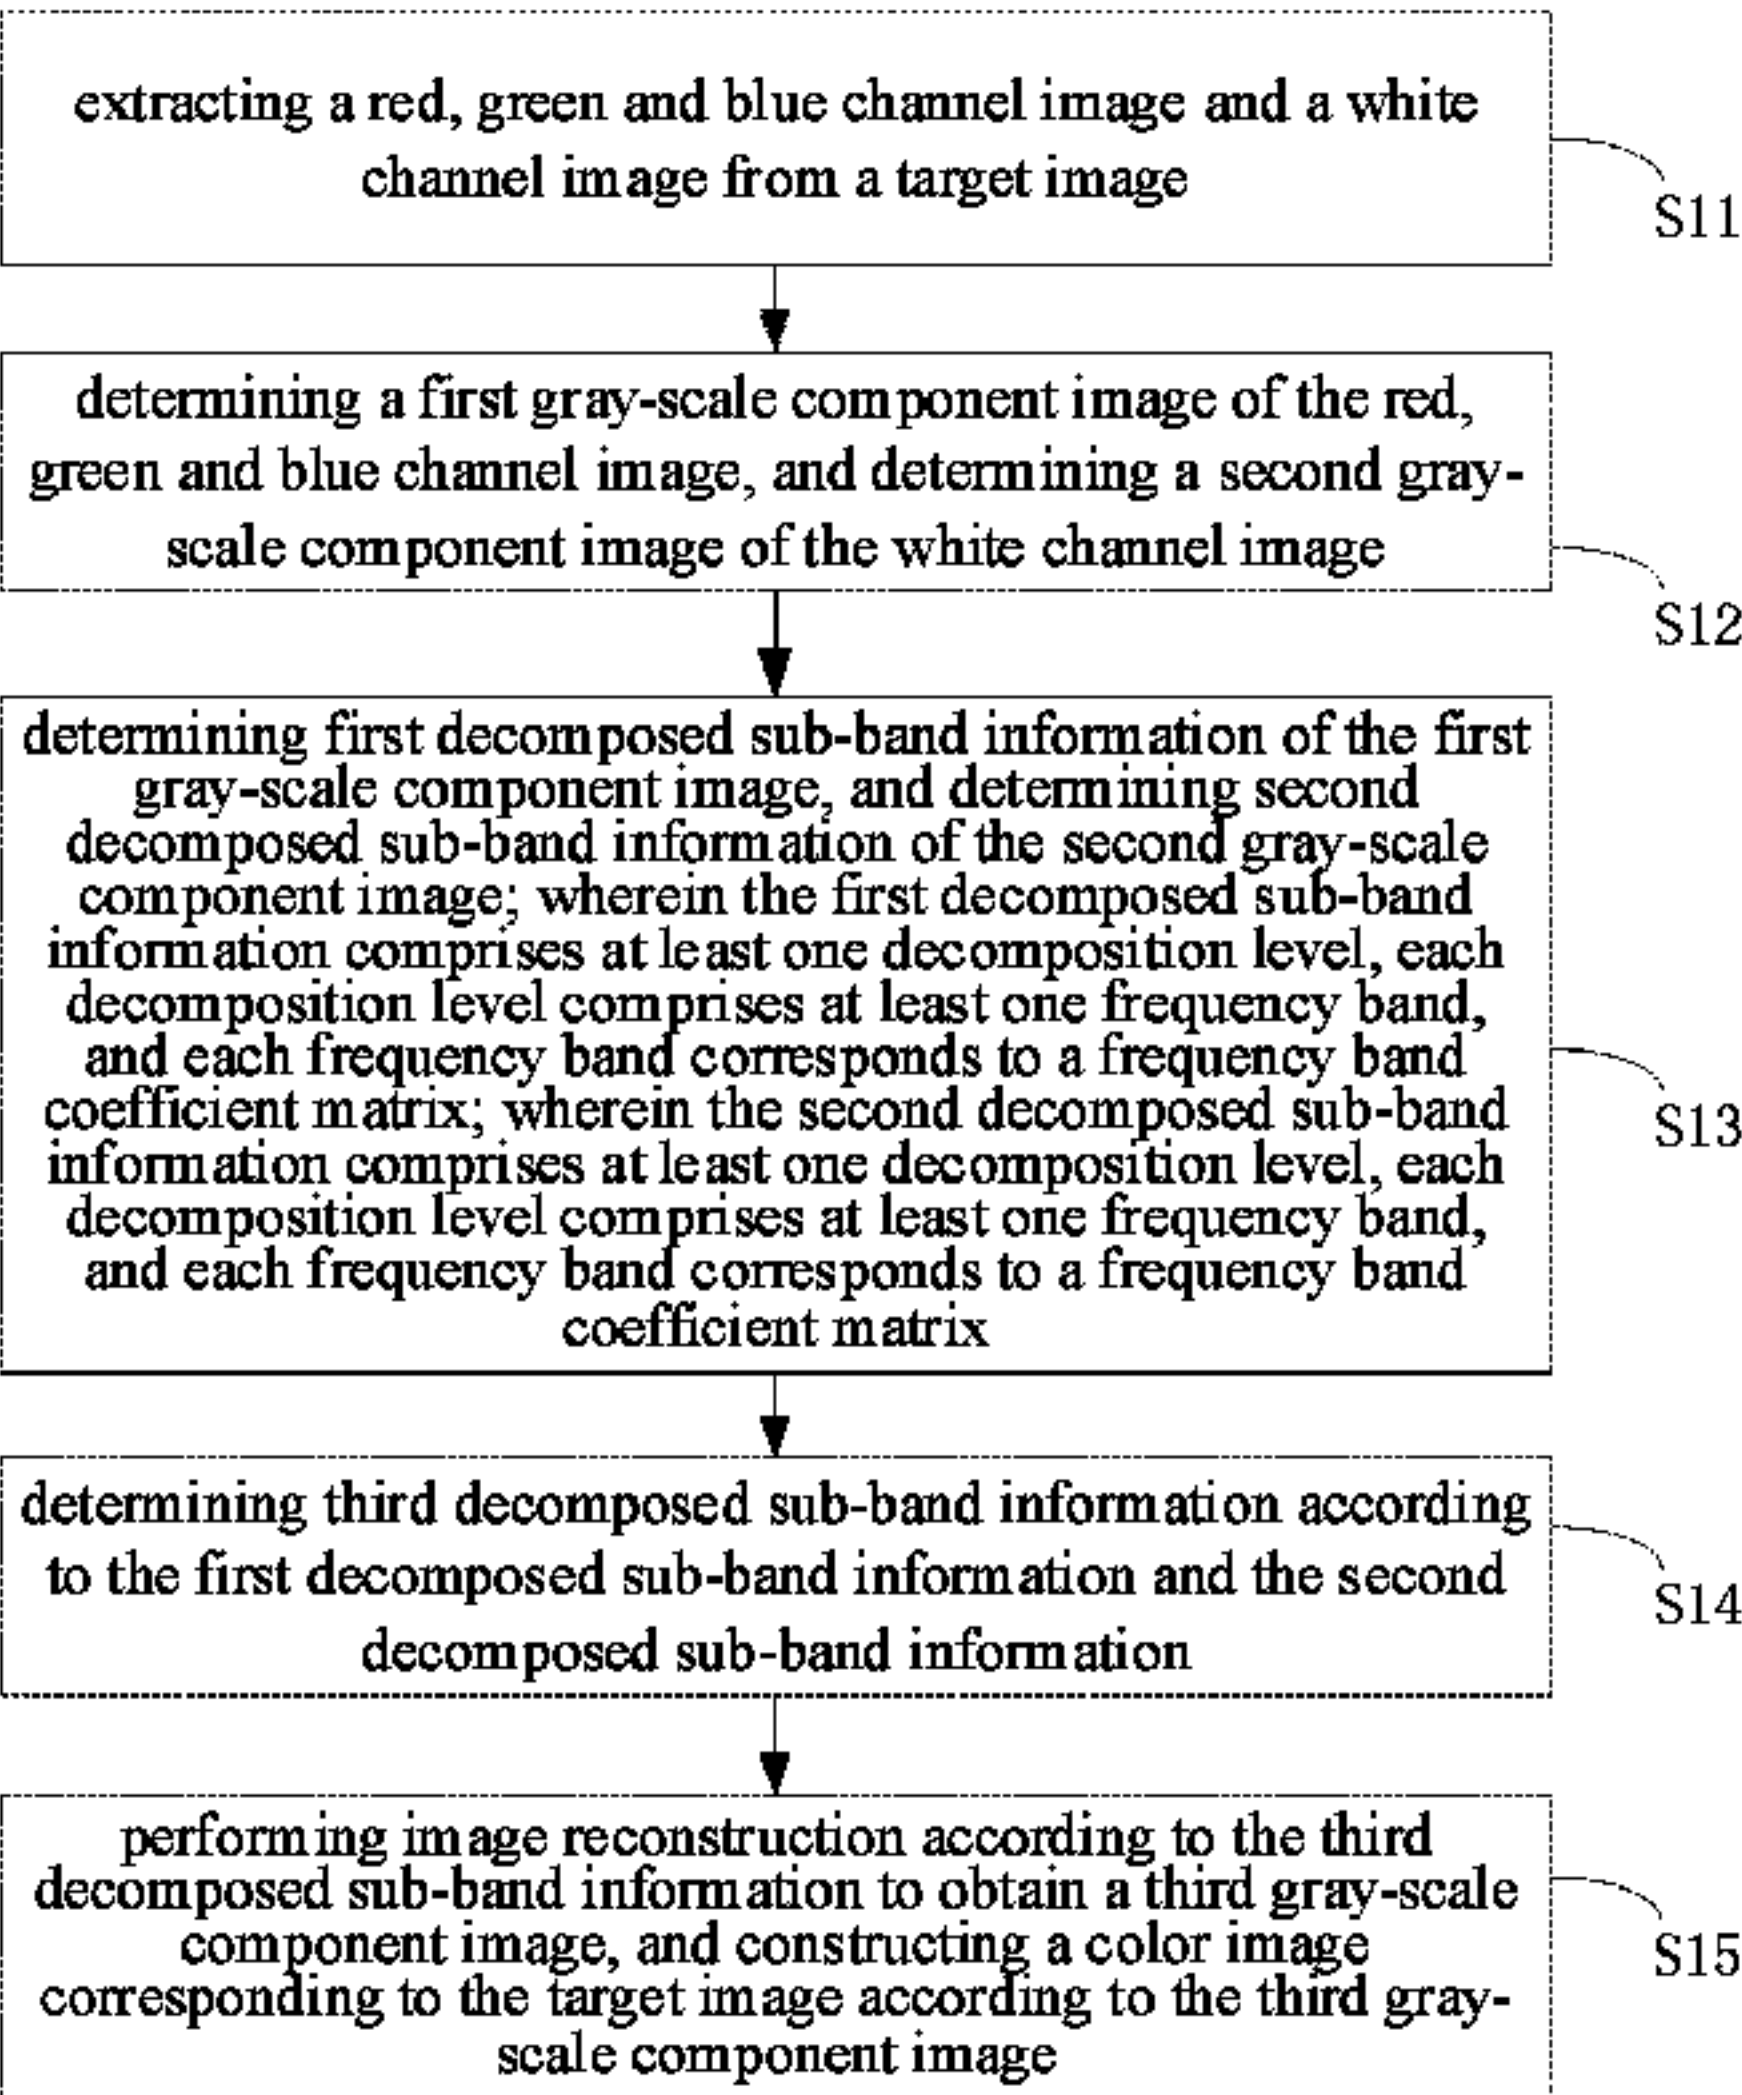 extracting a red, green and blue channel image and a white
channel image from a target image
S11
determining a first gray-scale component image of the red,
green and blue channel image, and determining a second gray-
scale component image of the white channel image
S12
determining first decomposed sub-band information of the first
gray-scale component image, and determining second
decomposed sub-band information of the second gray-scale
component image; wherein the first decomposed sub-band
information comprises at least one decomposition level, each
decomposition level comprises at least one frequency band,
and each frequency band corresponds to a frequency band
coefficient matrix; wherein the second decomposed sub-band
information comprises at least one decomposition level, each
decomposition level comprises at least one frequency band,
and each frequency band corresponds to a frequency band
coefficient matrix
S13
determining third decomposed sub-band information according
to the first decomposed sub-band information and the second
decomposed sub-band information
S14
performing image reconstruction according to the third
decomposed sub-band information to obtain a third gray-scale
component image, and constructing a color image
corresponding to the target image according to the third gray-
scale component image
S15